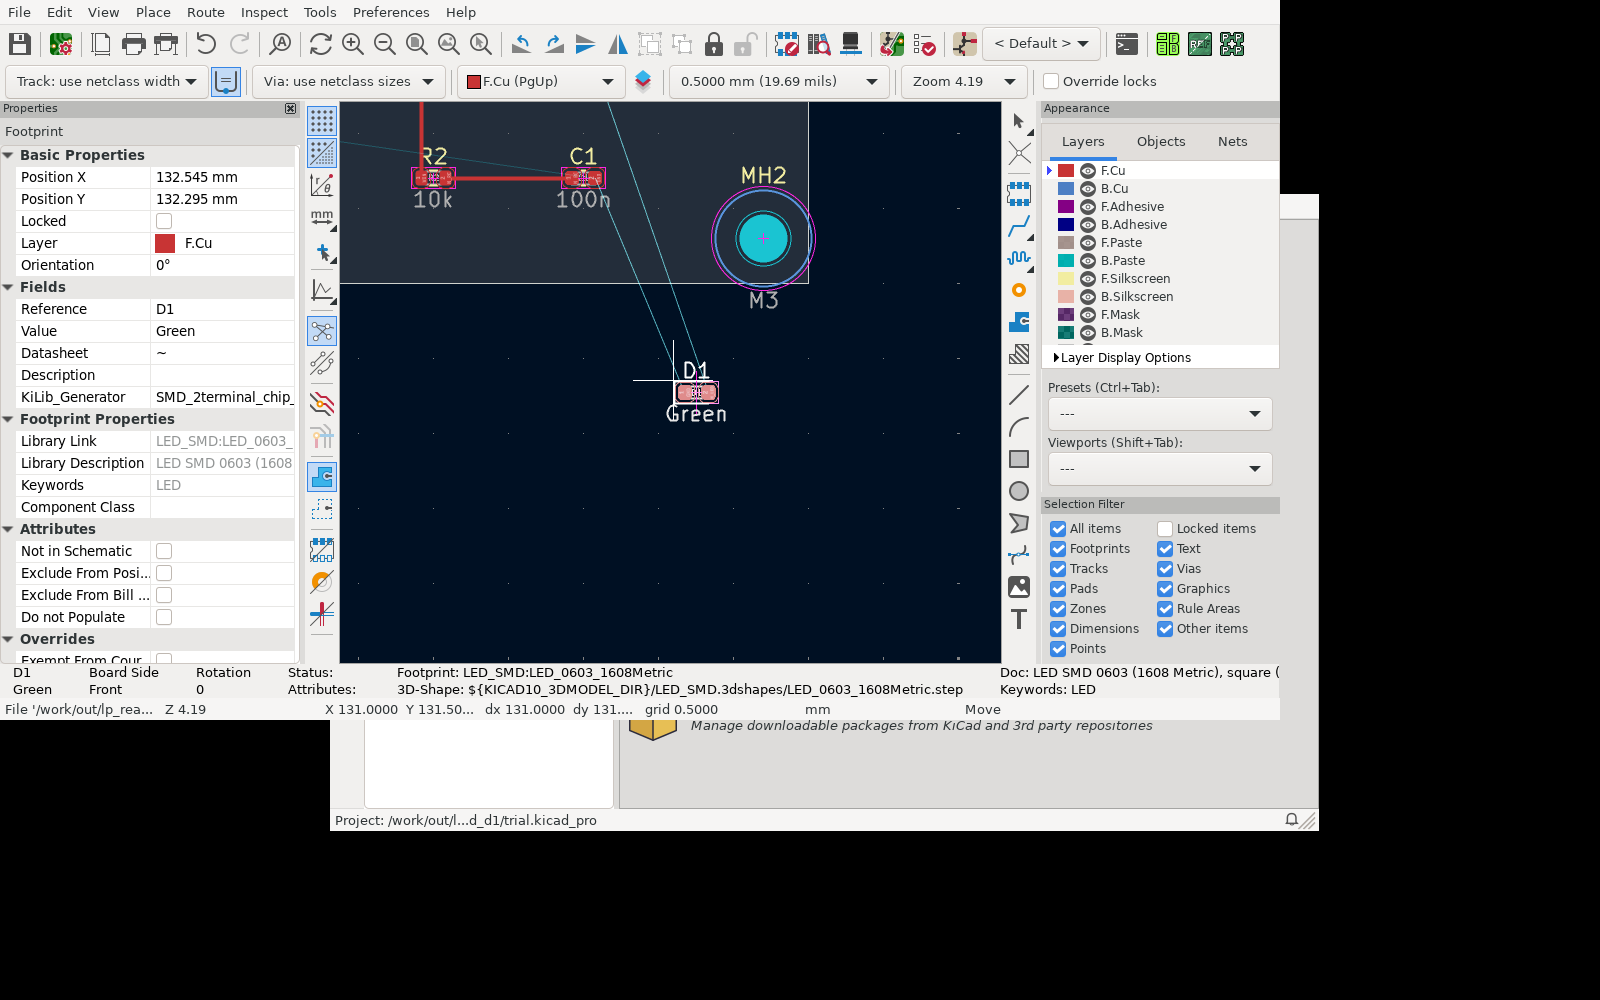 File Edit View Place Route Inspect Tools Preferences Help
< Default >
Track: use netclass width
Via: use netclass sizes
F.Cu (PgUp)
0.5000 mm (19.69 mils)
Zoom 4.19
Override locks
Properties
Footprint
Basic Properties
Position X 132.545 mm
Position Y 132.295 mm
Locked
Layer F.Cu
Orientation 0°
Fields
Reference D1
Value Green
Datasheet ~
Description
KiLib_Generator SMD_2terminal_chip_
Footprint Properties
Library Link LED_SMD:LED_0603_
Library Description LED SMD 0603 (1608
Keywords LED
Component Class
Attributes
Not in Schematic
Exclude From Posi...
Exclude From Bill ...
Do not Populate
Overrides
Exempt From Cour
mm
R2
10k
C1
100n
MH2
M3
D1
Green
Appearance
Layers Objects Nets
F.Cu
B.Cu
F.Adhesive
B.Adhesive
F.Paste
B.Paste
F.Silkscreen
B.Silkscreen
F.Mask
B.Mask
Layer Display Options
Presets (Ctrl+Tab):
---
Viewports (Shift+Tab):
---
Selection Filter
All items Locked items
Footprints Text
Tracks Vias
Pads Graphics
Zones Rule Areas
Dimensions Other items
Points
D1 Board Side Rotation Status: Footprint: LED_SMD:LED_0603_1608Metric Doc: LED SMD 0603 (1608 Metric), square (
Green Front 0 Attributes: 3D-Shape: ${KICAD10_3DMODEL_DIR}/LED_SMD.3dshapes/LED_0603_1608Metric.step Keywords: LED
File '/work/out/lp_rea... Z 4.19 X 131.0000 Y 131.50... dx 131.0000 dy 131.... grid 0.5000 mm Move
Manage downloadable packages from KiCad and 3rd party repositories
Project: /work/out/l...d_d1/trial.kicad_pro